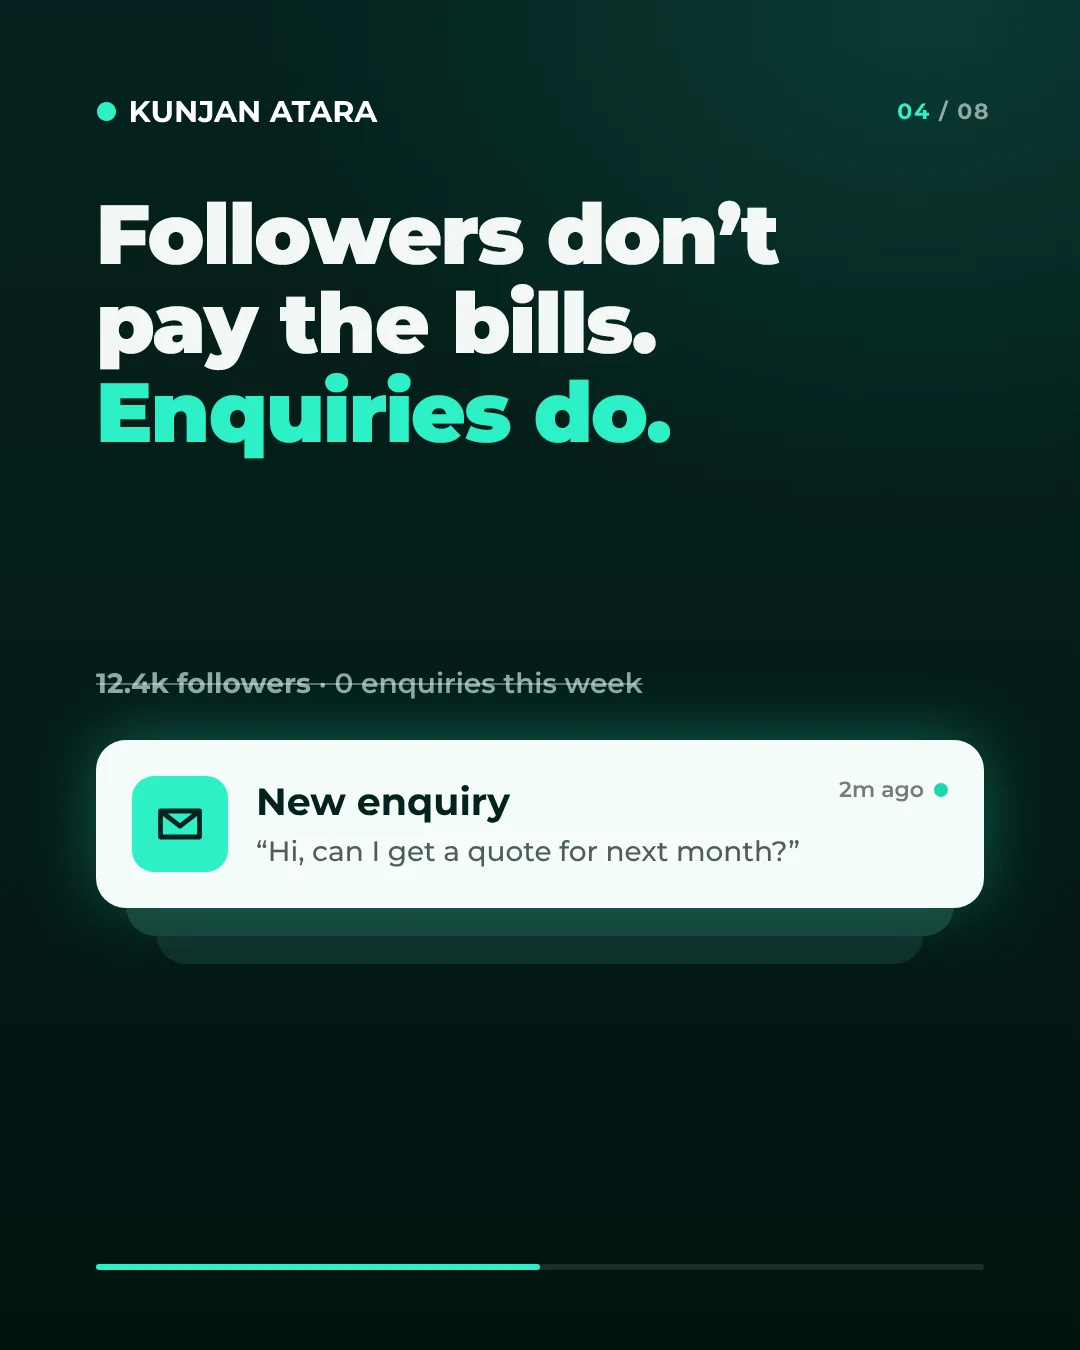 KUNJAN ATARA
04 / 08
Followers don’t
pay the bills.
Enquiries do.
12.4k followers · 0 enquiries this week
New enquiry
2m ago
“Hi, can I get a quote for next month?”